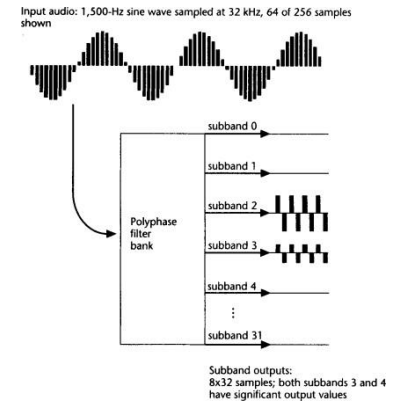 Input audio: 1,500-Hz sine wave sampled at 32 kHz, 64 of 256 samples
shown
subband 0
subband 1
subband 2
Polyphase
filter
bank
subband 3
subband 4
⋮
subband 31
Subband outputs:
8x32 samples; both subbands 3 and 4
have significant output values